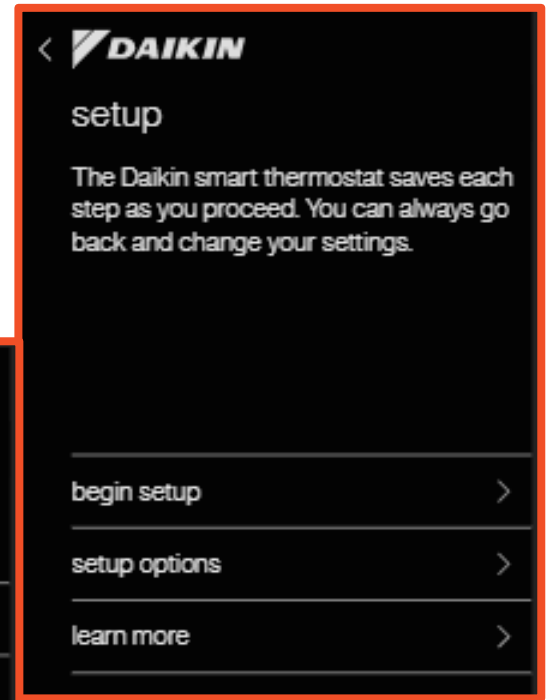 DAIKIN
setup
The Daikin smart thermostat saves each
step as you proceed. You can always go
back and change your settings.
begin setup
setup options
learn more